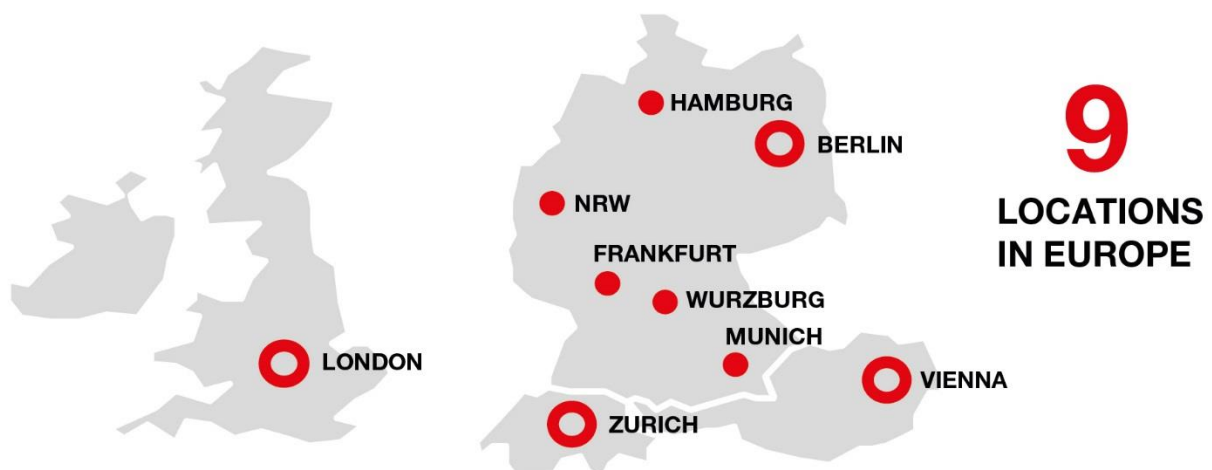 HAMBURG
BERLIN
9
NRW
LOCATIONS
IN EUROPE
FRANKFURT
WURZBURG
MUNICH
LONDON
VIENNA
ZURICH